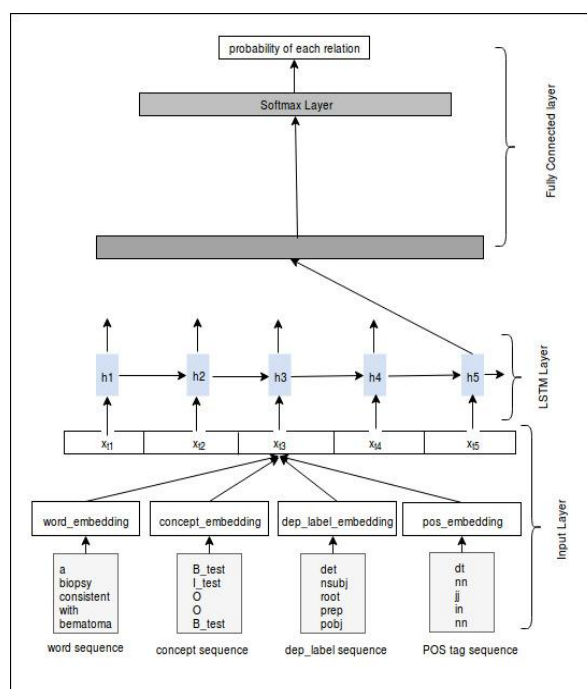 probability of each relation
Softmax Layer
Fully Connected layer
h1 h2 h3 h4 h5
LSTM Layer
xt1 xt2 xt3 xt4 xt5
word_embedding concept_embedding dep_label_embedding pos_embedding
Input Layer
a B_test det dt
biopsy I_test nsubj nn
consistent O root jj
with O prep in
bematoma B_test pobj nn
word sequence concept sequence dep_label sequence POS tag sequence